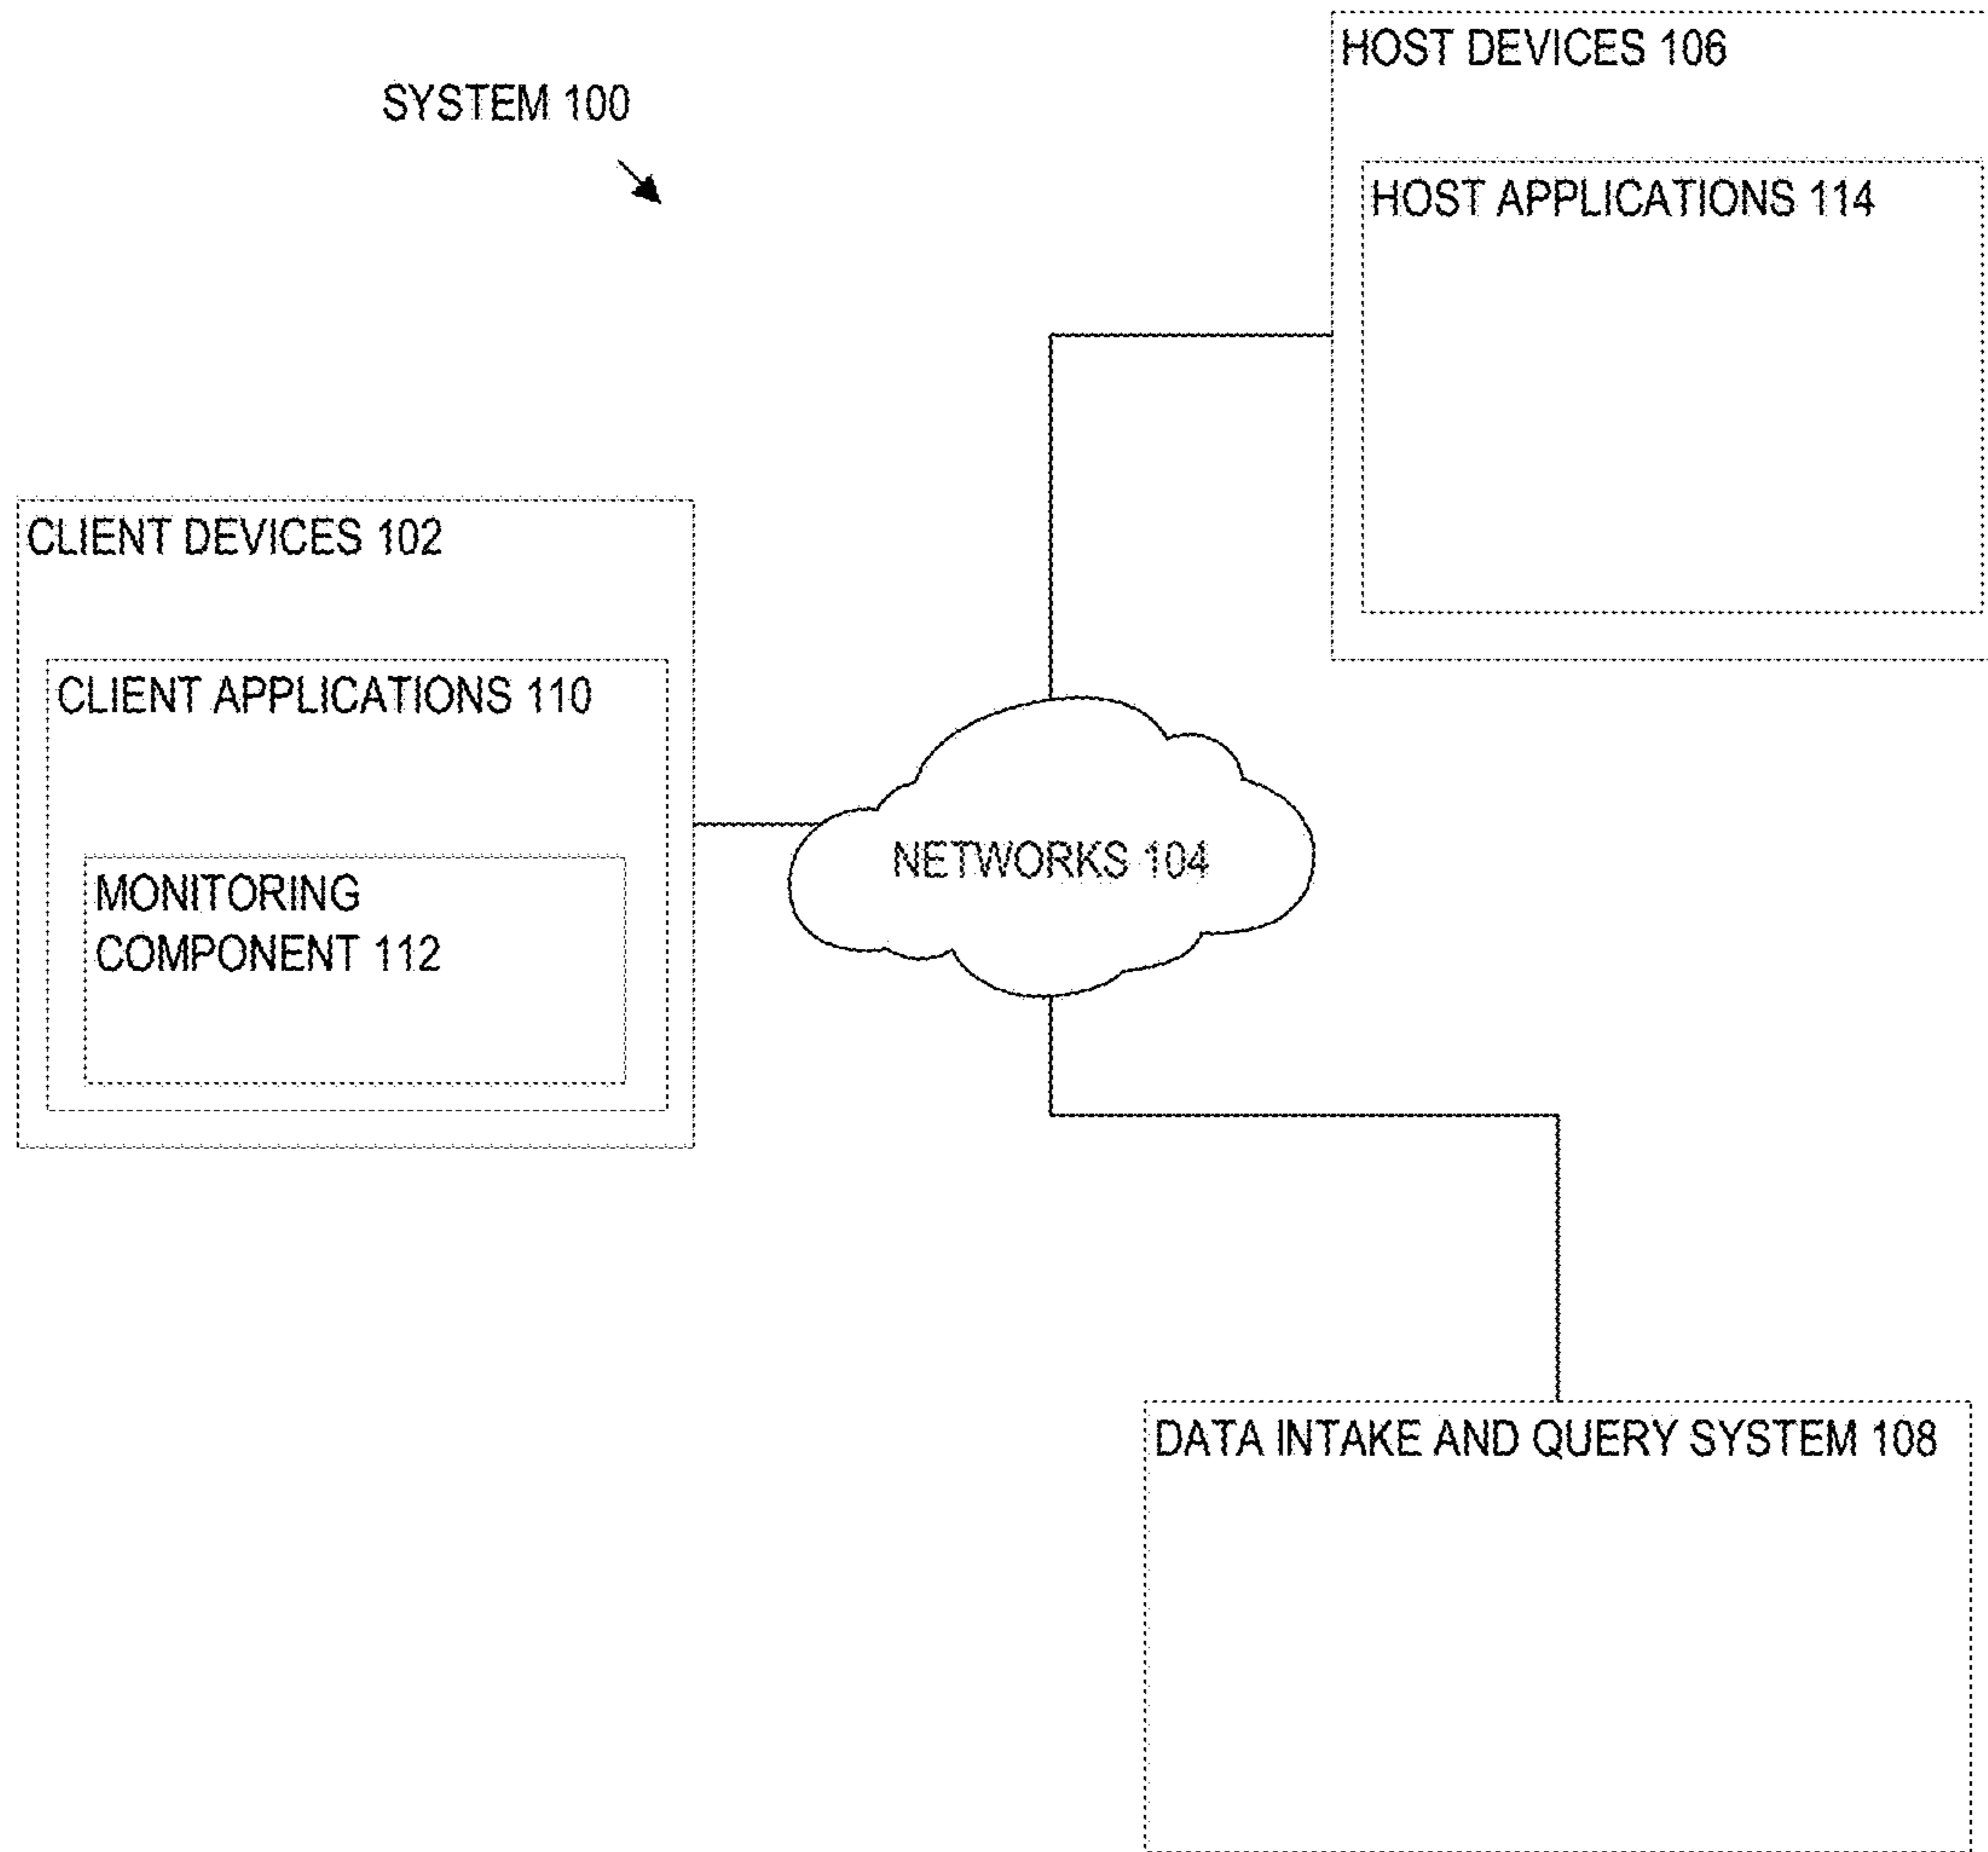 SYSTEM 100
HOST DEVICES 106
HOST APPLICATIONS 114
CLIENT DEVICES 102
CLIENT APPLICATIONS 110
MONITORING
COMPONENT 112
NETWORKS 104
DATA INTAKE AND QUERY SYSTEM 108